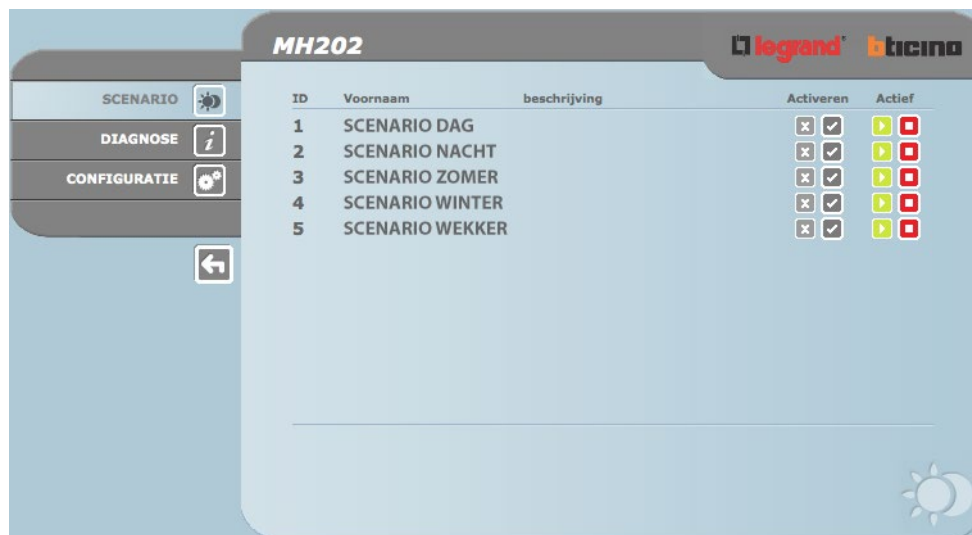 MH202
legrand bticino
SCENARIO
DIAGNOSE
CONFIGURATIE
ID Voornaam beschrijving Activeren Actief
1 SCENARIO DAG
2 SCENARIO NACHT
3 SCENARIO ZOMER
4 SCENARIO WINTER
5 SCENARIO WEKKER